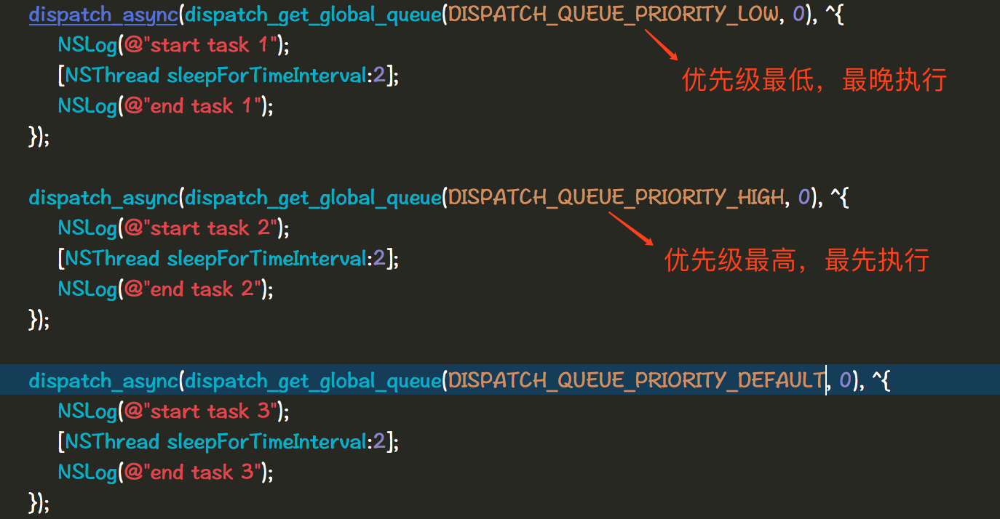 dispatch_async(dispatch_get_global_queue(DISPATCH_QUEUE_PRIORITY_LOW, 0), ^{
NSLog(@"start task 1");
优先级最低，最晚执行
[NSThread sleepForTimeInterval:2];
NSLog(@"end task 1");
});
dispatch_async(dispatch_get_global_queue(DISPATCH_QUEUE_PRIORITY_HIGH, 0), ^{
NSLog(@"start task 2");
优先级最高，最先执行
[NSThread sleepForTimeInterval:2];
NSLog(@"end task 2");
});
dispatch_async(dispatch_get_global_queue(DISPATCH_QUEUE_PRIORITY_DEFAULT, 0), ^{
NSLog(@"start task 3");
[NSThread sleepForTimeInterval:2];
NSLog(@"end task 3");
});